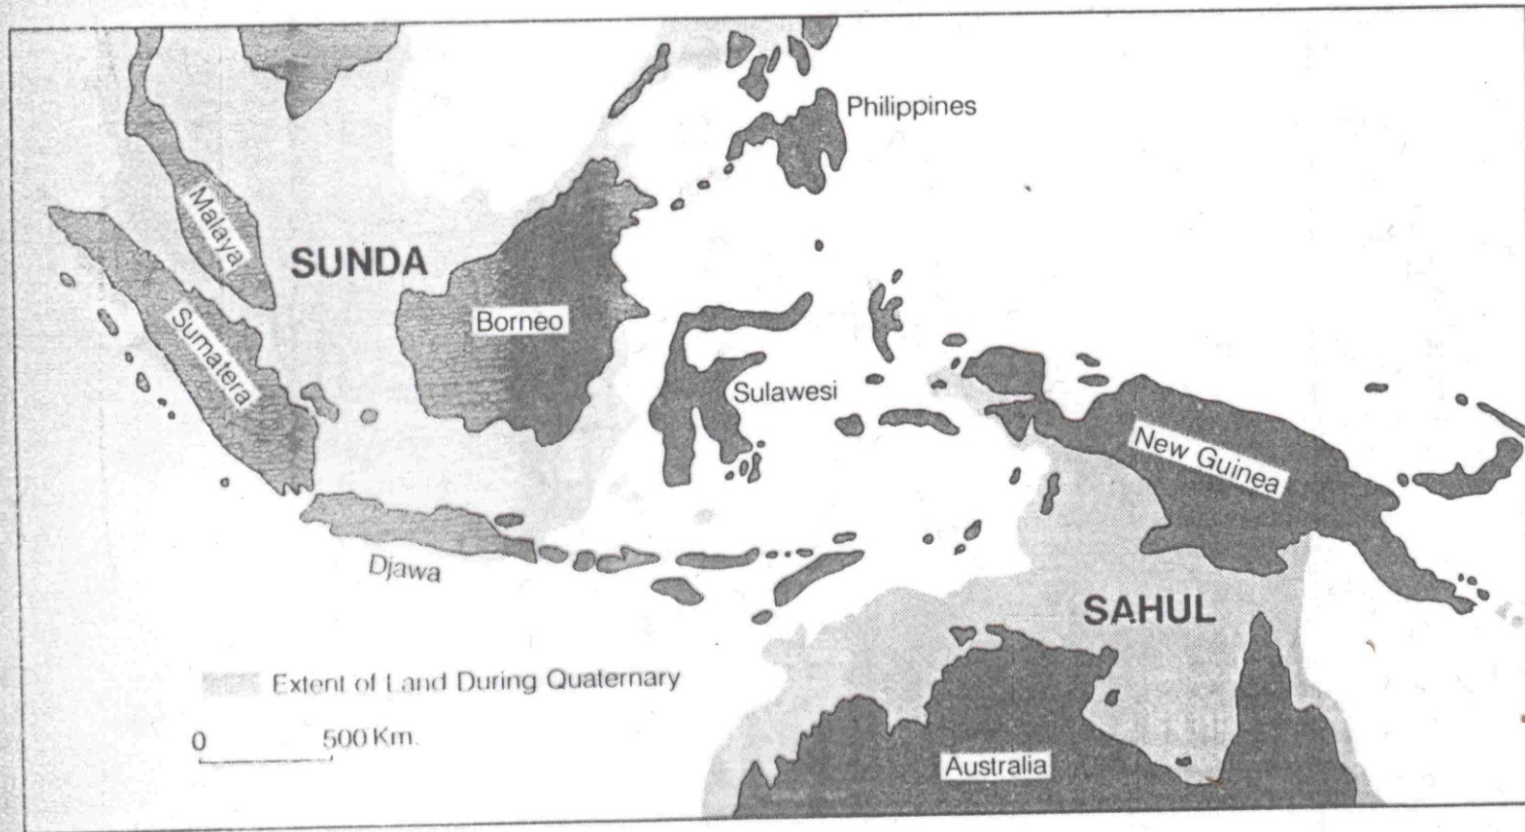 Philippines
Malaya
SUNDA
Borneo
Sumatera
Sulawesi
New Guinea
Djawa
SAHUL
Extent of Land During Quaternary
0 500 Km.
Australia